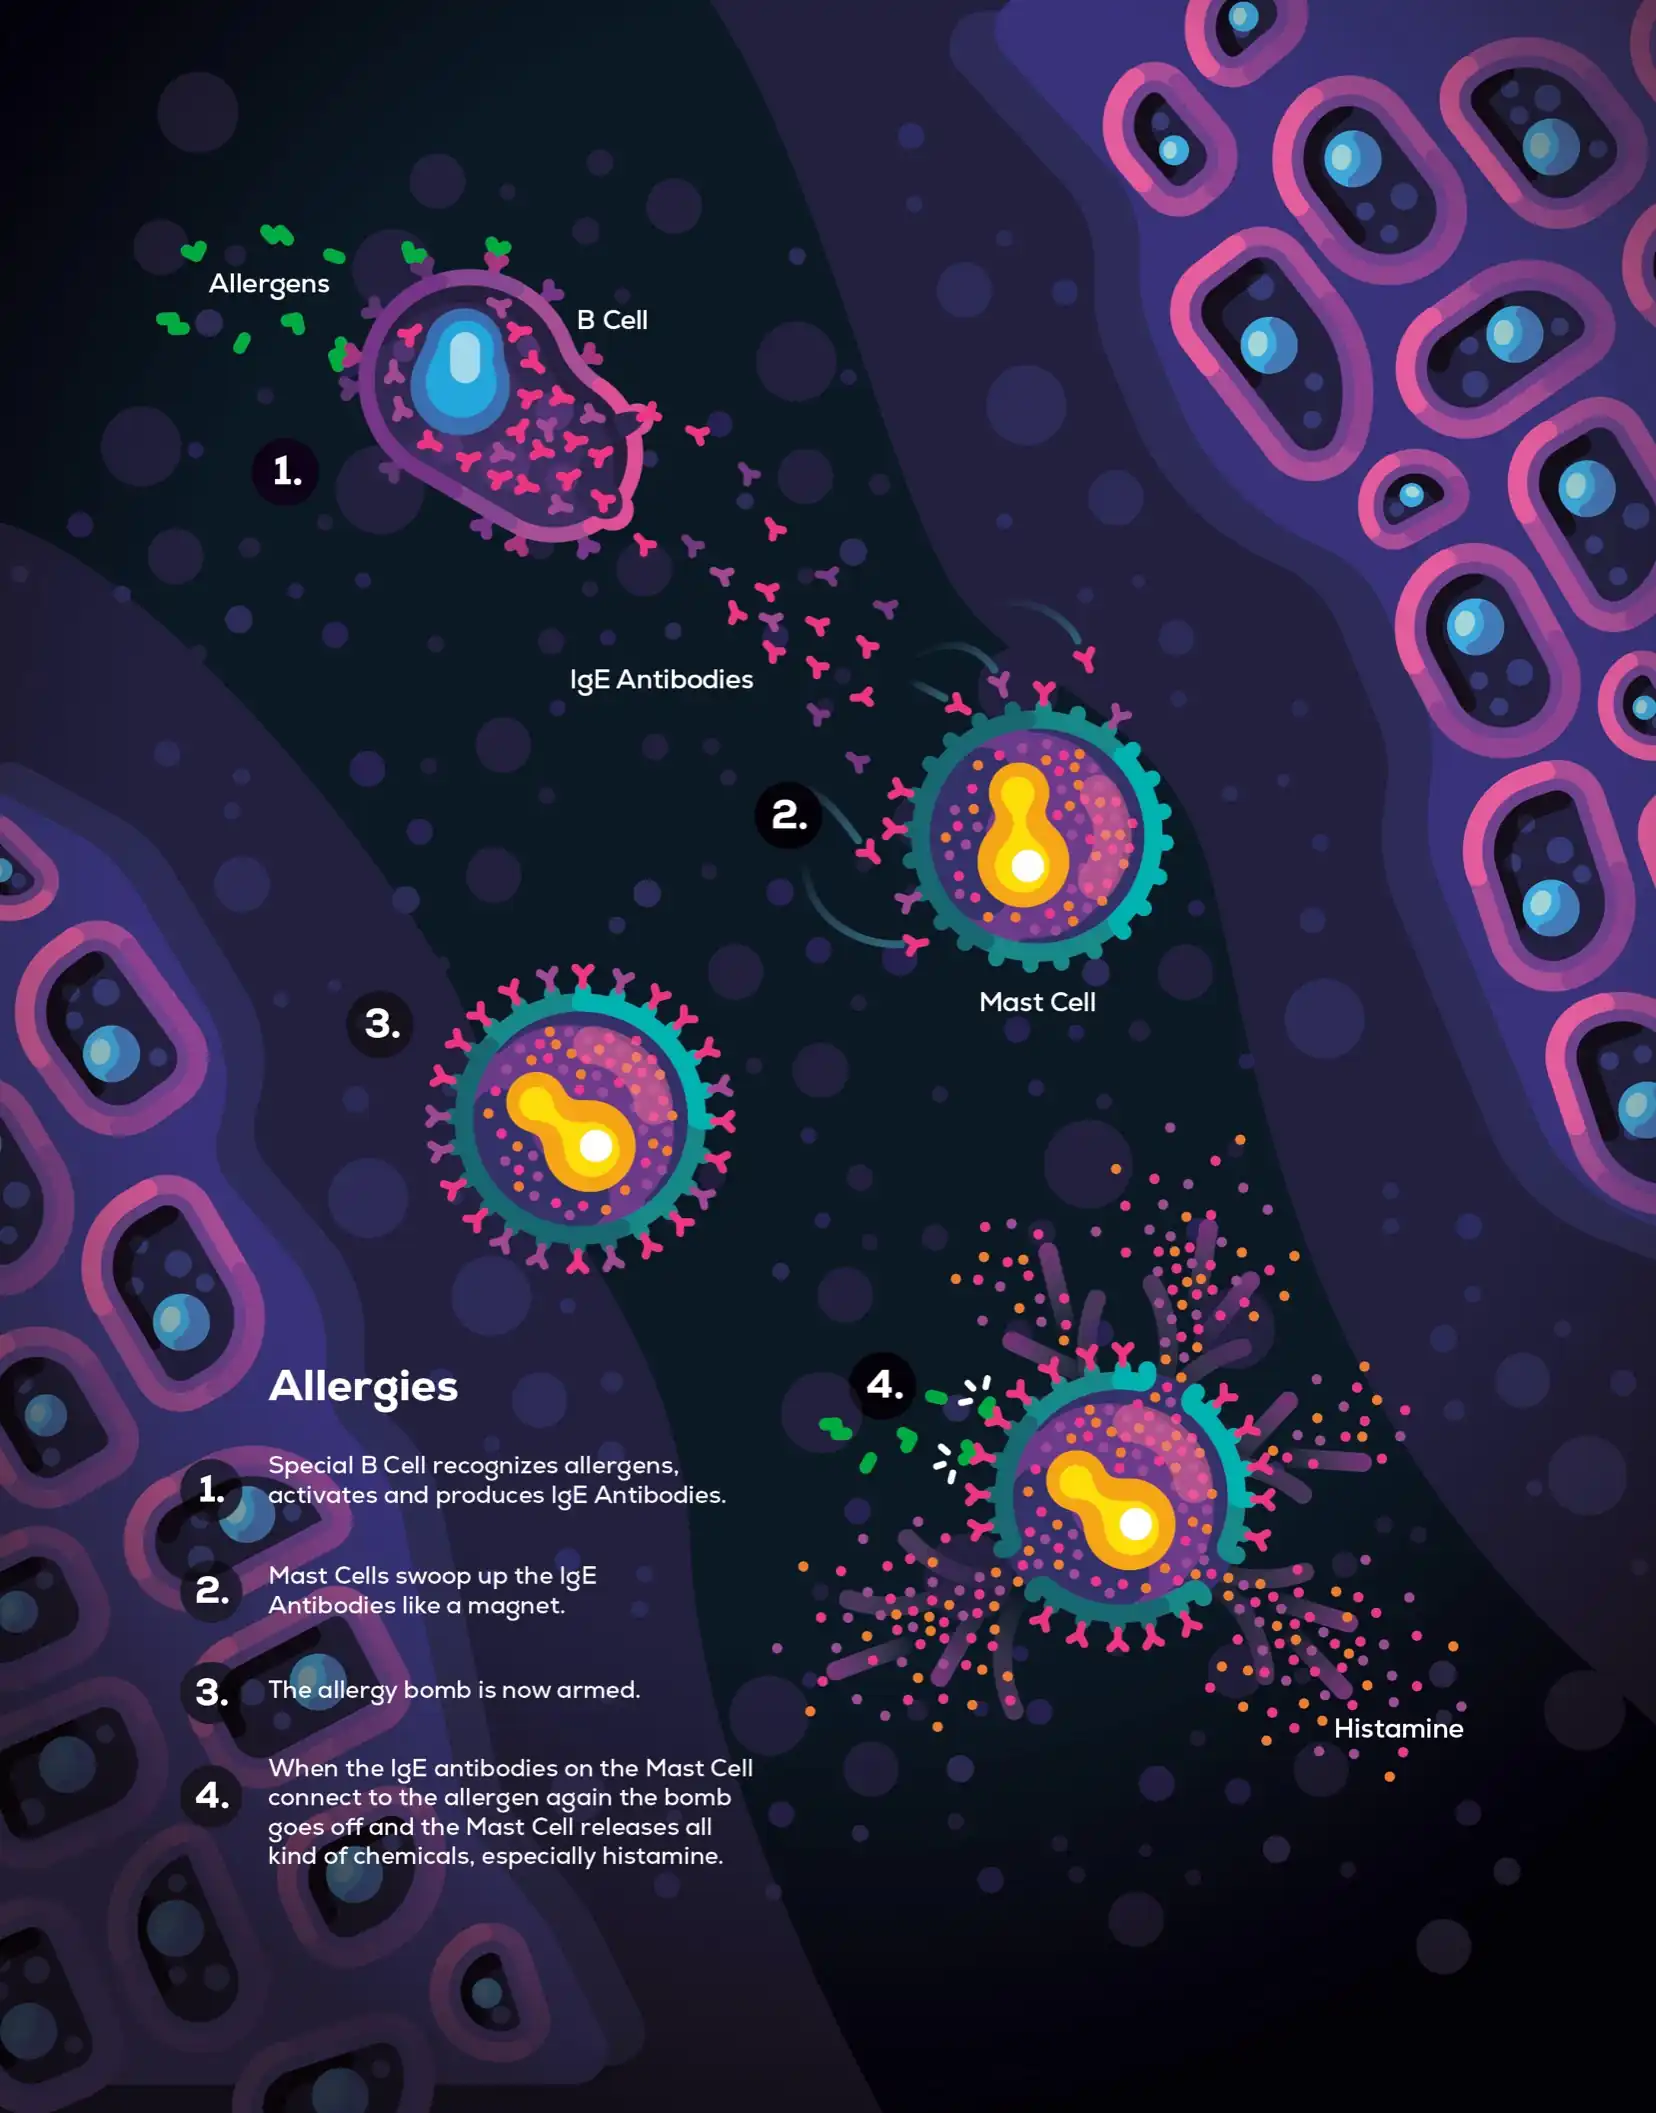 Allergens
B Cell
1.
IgE Antibodies
2.
Mast Cell
3.
4.
Histamine
Allergies
1.
Special B Cell recognizes allergens,
activates and produces IgE Antibodies.
2.
Mast Cells swoop up the IgE
Antibodies like a magnet.
3.
The allergy bomb is now armed.
4.
When the IgE antibodies on the Mast Cell
connect to the allergen again the bomb
goes off and the Mast Cell releases all
kind of chemicals, especially histamine.